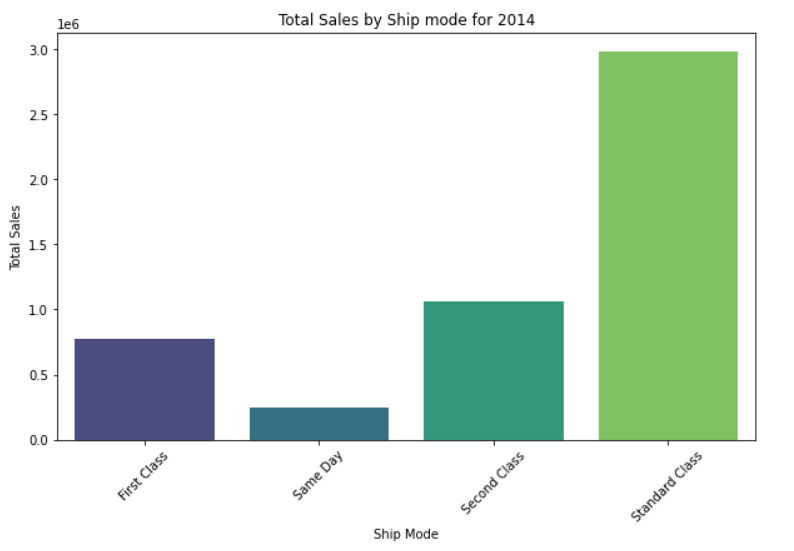 Total Sales by Ship mode for 2014
1e6
3.0
2.5
2.0
1.5
1.0
0.5
0.0
Total Sales
First Class
Same Day
Second Class
Standard Class
Ship Mode